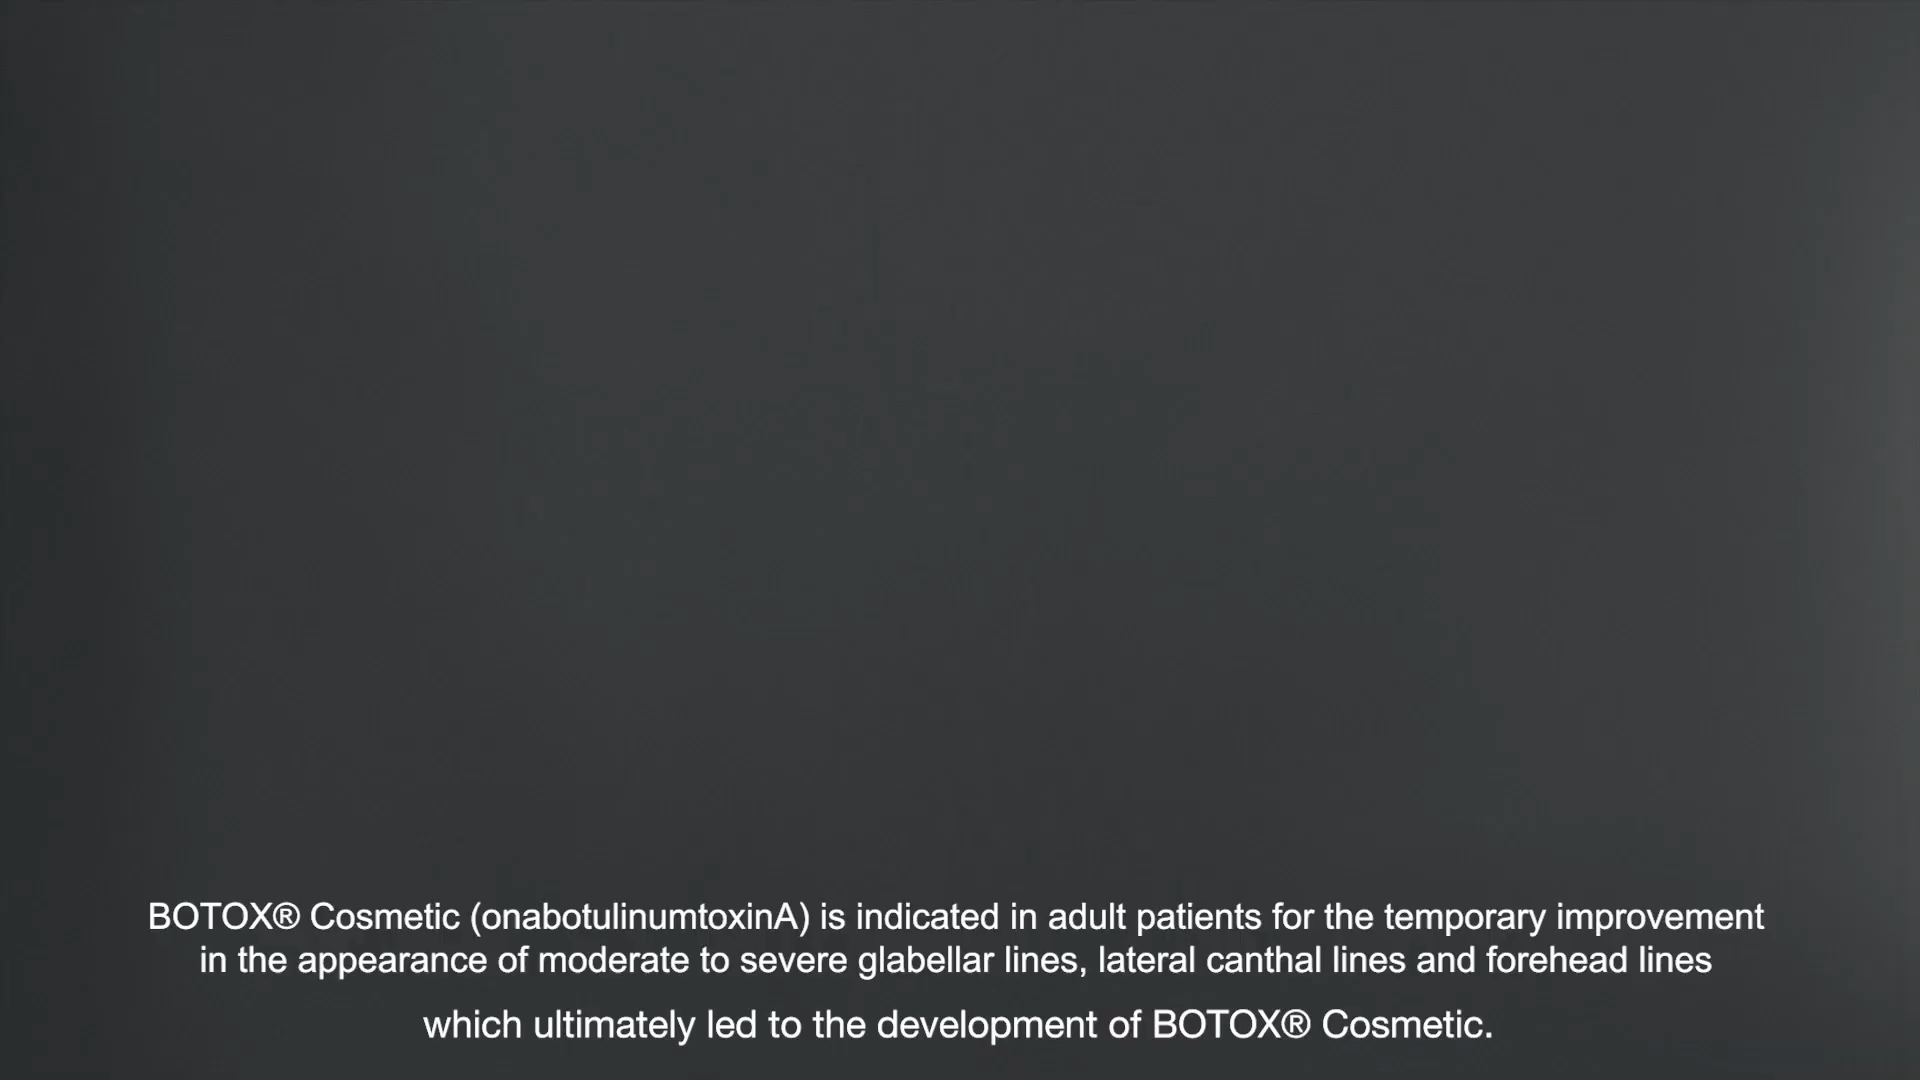 BOTOX® Cosmetic (onabotulinumtoxinA) is indicated in adult patients for the temporary improvement
in the appearance of moderate to severe glabellar lines, lateral canthal lines and forehead lines
which ultimately led to the development of BOTOX® Cosmetic.